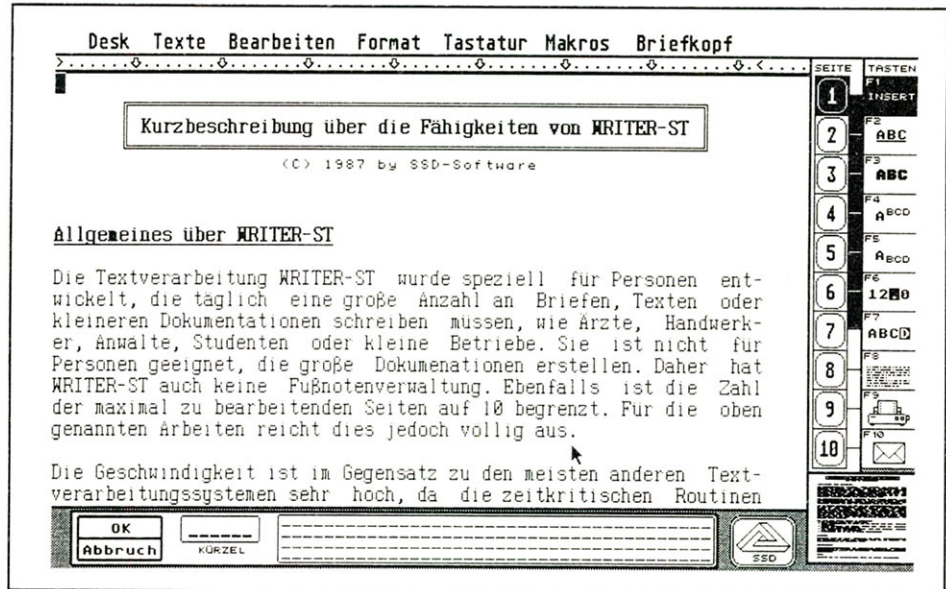 Desk Texte Bearbeiten Format Tastatur Makros Briefkopf
SEITE TASTEN
Kurzbeschreibung über die Fähigkeiten von WRITER-ST
(C) 1987 by SSD-Software
Allgemeines über WRITER-ST
Die Textverarbeitung WRITER-ST wurde speziell für Personen ent-
wickelt, die täglich eine große Anzahl an Briefen, Texten oder
kleineren Dokumentationen schreiben müssen, wie Ärzte, Handwerk-
er, Anwälte, Studenten oder kleine Betriebe. Sie ist nicht für
Personen geeignet, die große Dokumenationen erstellen. Daher hat
WRITER-ST auch keine Fußnotenverwaltung. Ebenfalls ist die Zahl
der maximal zu bearbeitenden Seiten auf 10 begrenzt. Für die oben
genannten Arbeiten reicht dies jedoch völlig aus.
Die Geschwindigkeit ist im Gegensatz zu den meisten anderen Text-
verarbeitungssystemen sehr hoch, da die zeitkritischen Routinen
1 F1 INSERT
2 F2 ABC
3 F3 ABC
4 F4 ABCD
5 F5 ABCD
6 F6 1280
7 F7 ABCD
8 F8
9 F9
10 F10
OK
Abbruch
KÜRZEL
SSD